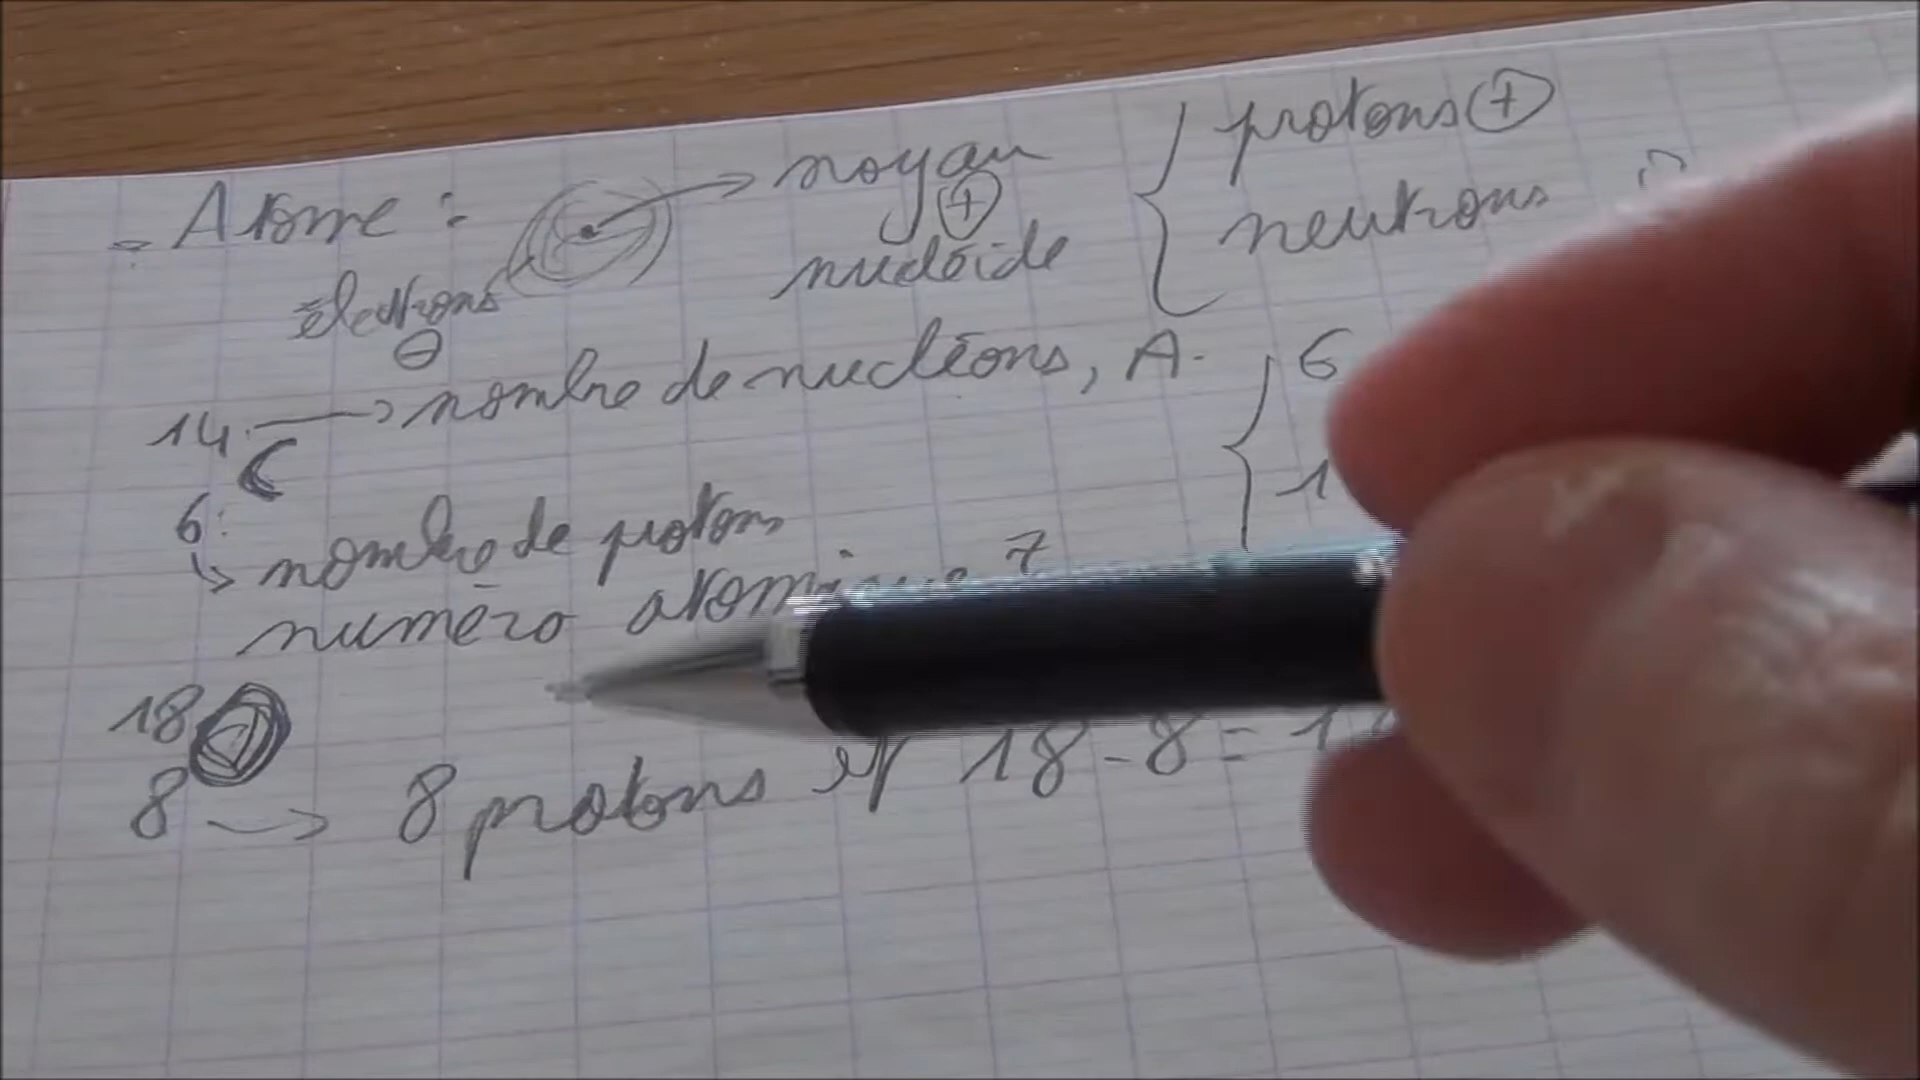 - Atome : → noyau { protons ⊕
⊕ neutrons
électrons nucléide
⊖
14 → nombre de nucléons, A. { 6
C
6 1
↳ nombre de protons
numéro
18 O
8 → 8 protons et 18 - 8 = 1